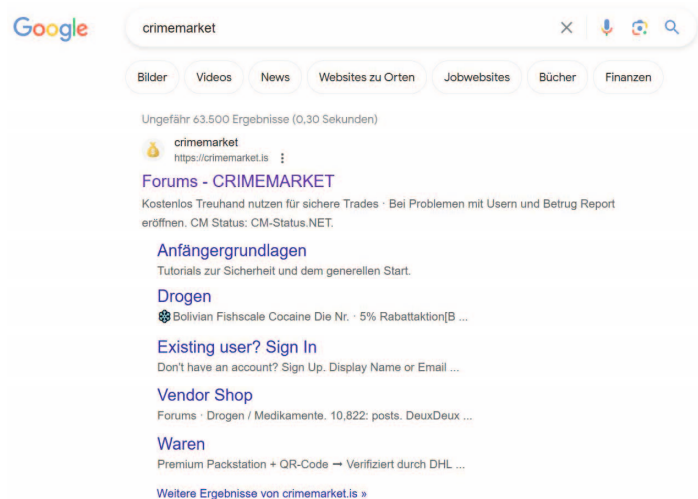 Google
crimemarket
Bilder Videos News Websites zu Orten Jobwebsites Bücher Finanzen
Ungefähr 63.500 Ergebnisse (0,30 Sekunden)
crimemarket
https://crimemarket.is
Forums - CRIMEMARKET
Kostenlos Treuhand nutzen für sichere Trades · Bei Problemen mit Usern und Betrug Report
eröffnen. CM Status: CM-Status.NET.
Anfängergrundlagen
Tutorials zur Sicherheit und dem generellen Start.
Drogen
Bolivian Fishscale Cocaine Die Nr. · 5% Rabattaktion[B ...
Existing user? Sign In
Don't have an account? Sign Up. Display Name or Email ...
Vendor Shop
Forums · Drogen / Medikamente. 10,822: posts. DeuxDeux ...
Waren
Premium Packstation + QR-Code → Verifiziert durch DHL ...
Weitere Ergebnisse von crimemarket.is »